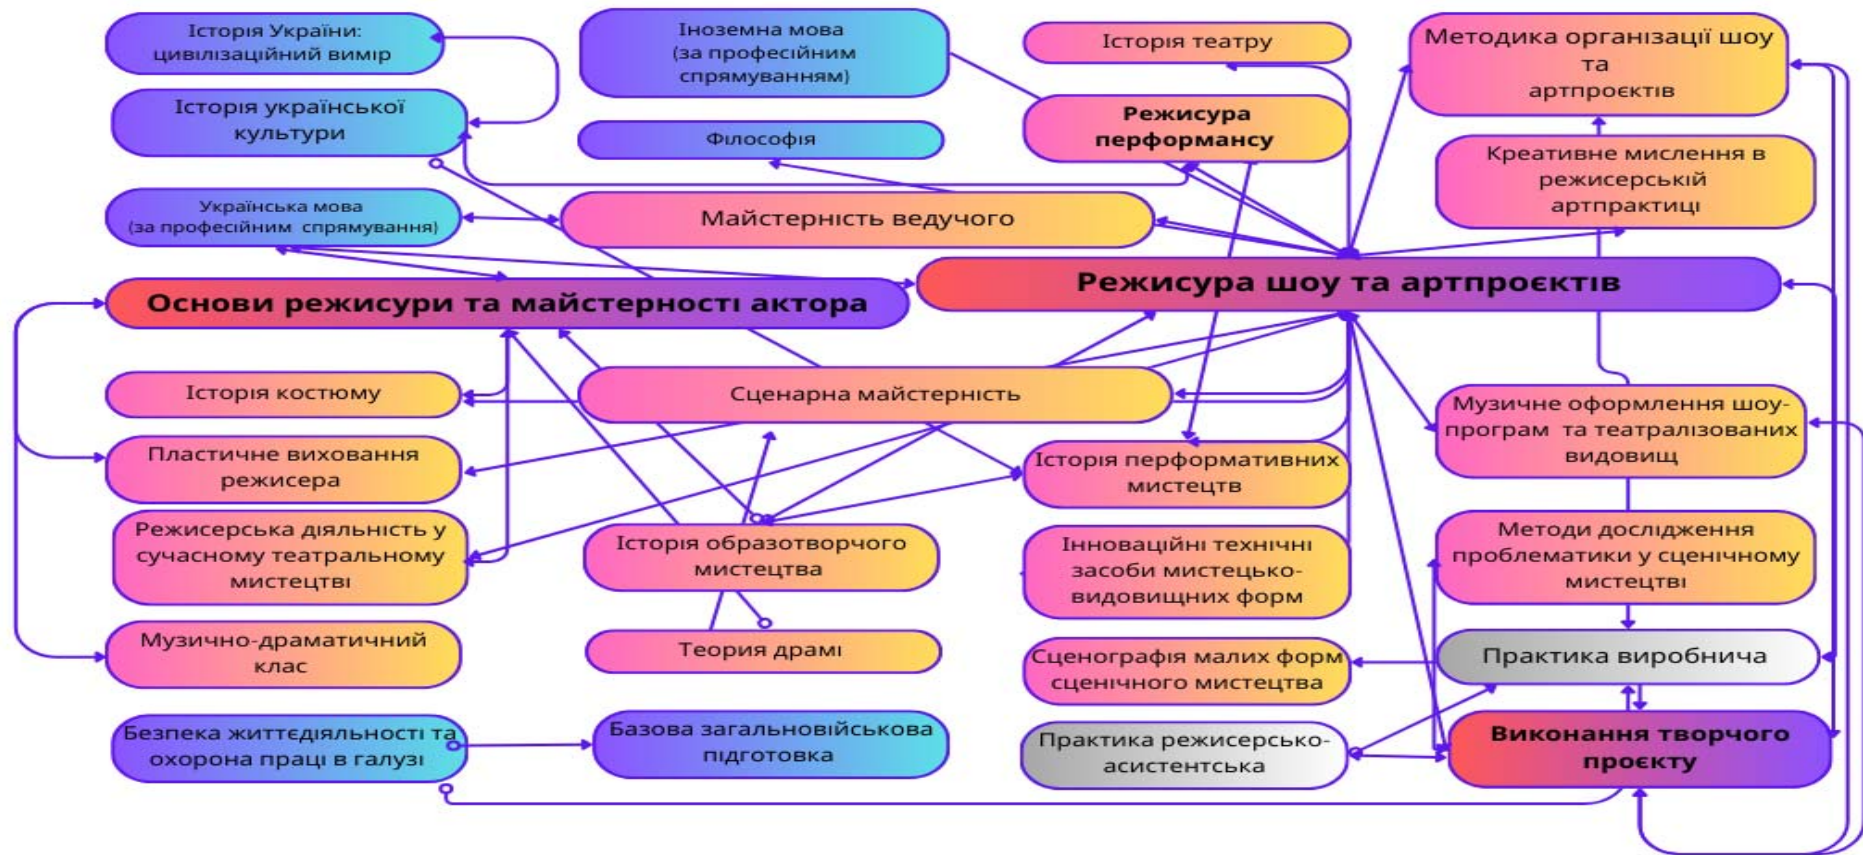 Історія України:
цивілізаційний вимір
Іноземна мова
(за професійним
спрямуванням)
Історія театру
Методика організації шоу
та
артпроєктів
Історія української
культури
Філософія
Режисура
перформансу
Креативне мислення в
режисерській
артпрактиці
Українська мова
(за професійним спрямування)
Майстерність ведучого
Основи режисури та майстерності актора
Режисура шоу та артпроєктів
Історія костюму
Сценарна майстерність
Музичне оформлення шоу-
програм та театралізованих
видовищ
Пластичне виховання
режисера
Історія перформативних
мистецтв
Режисерська діяльність у
сучасному театральному
мистецтві
Історія образотворчого
мистецтва
Інноваційні технічні
засоби мистецько-
видовищних форм
Методи дослідження
проблематики у сценічному
мистецтві
Музично-драматичний
клас
Теория драмі
Сценографія малих форм
сценічного мистецтва
Практика виробнича
Безпека життєдіяльності та
охорона праці в галузі
Базова загальновійськова
підготовка
Практика режисерсько-
асистентська
Виконання творчого
проєкту